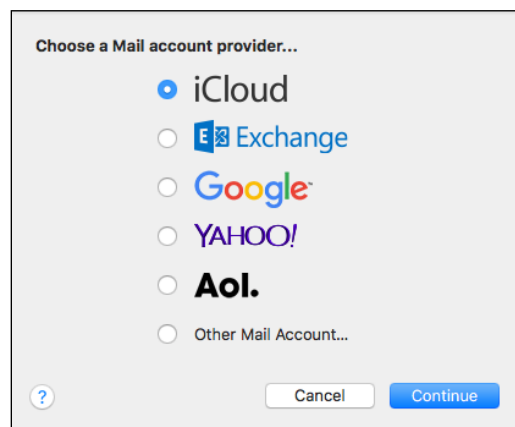 Choose a Mail account provider...
iCloud
E Exchange
Google
YAHOO!
Aol.
Other Mail Account...
? Cancel Continue